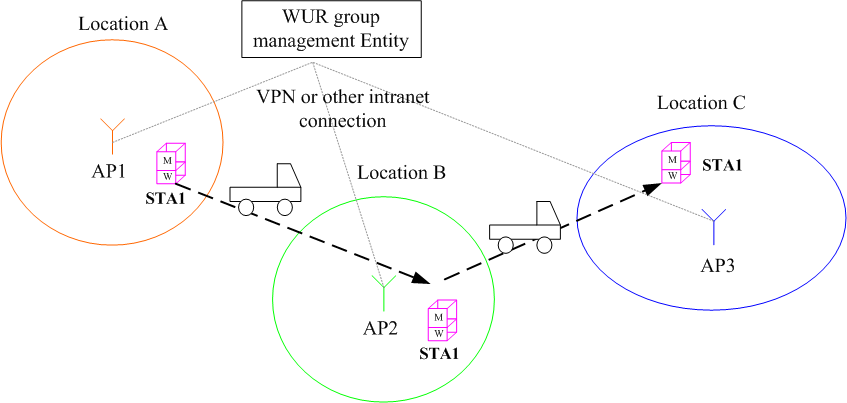 Location A
WUR group
management Entity
VPN or other intranet
connection
Location C
AP1
M
W
STA1
Location B
M
W
STA1
AP3
AP2
M
W
STA1